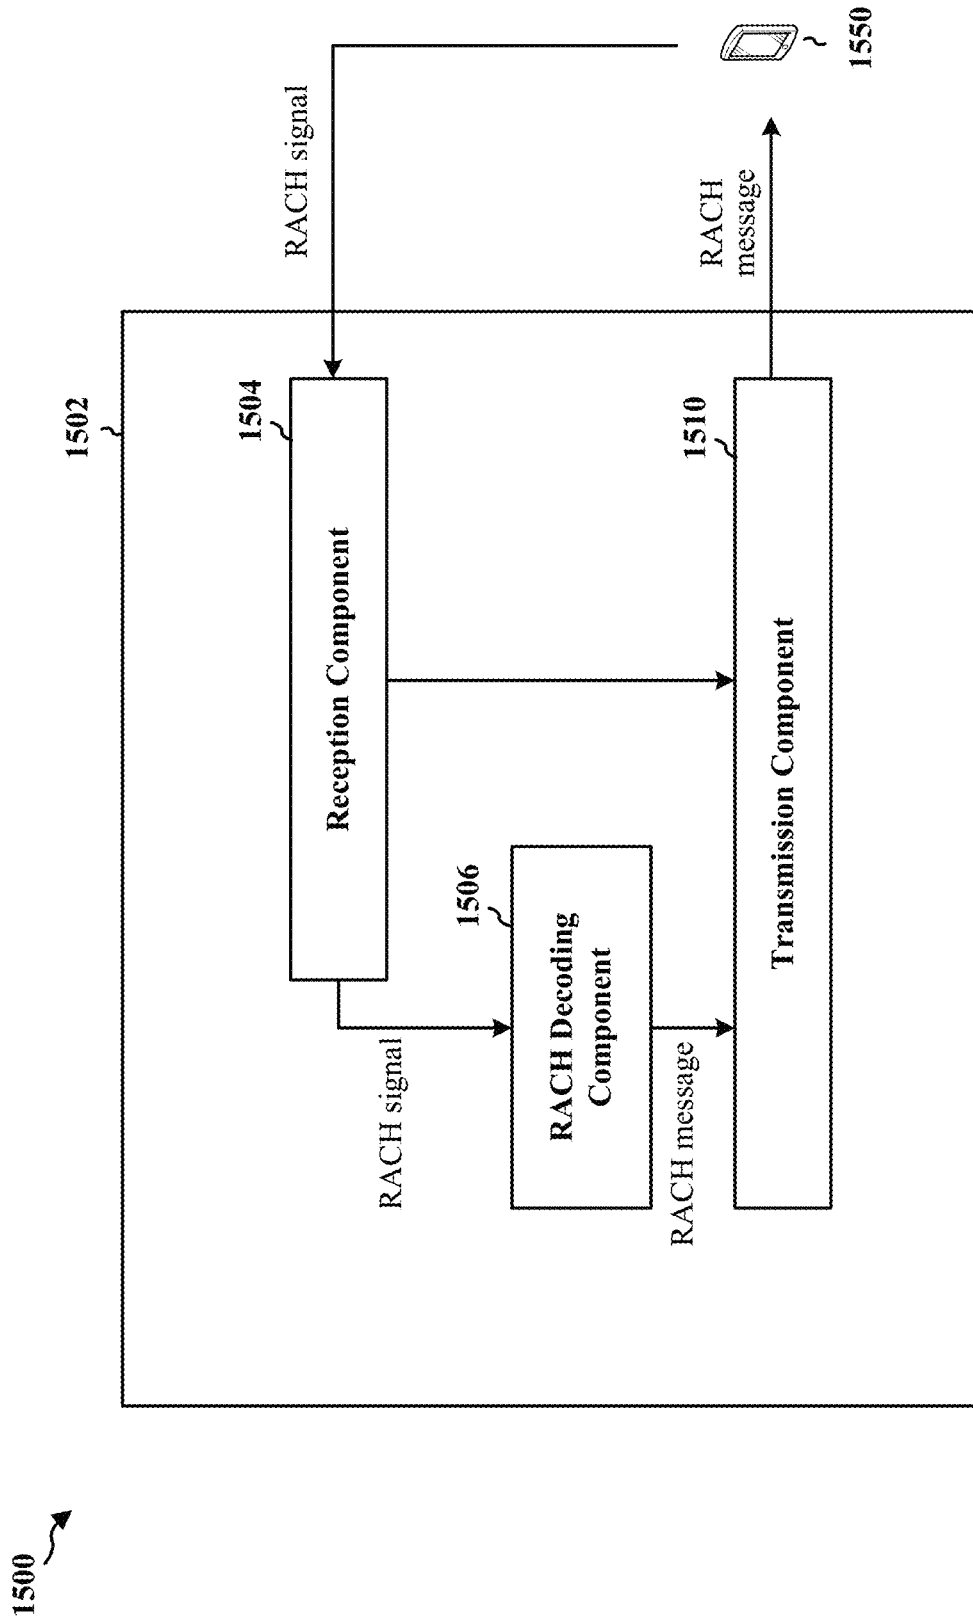 1500
1502
1504
Reception Component
RACH signal
RACH signal
1506
RACH Decoding
Component
RACH message
1510
Transmission Component
RACH
message
1550